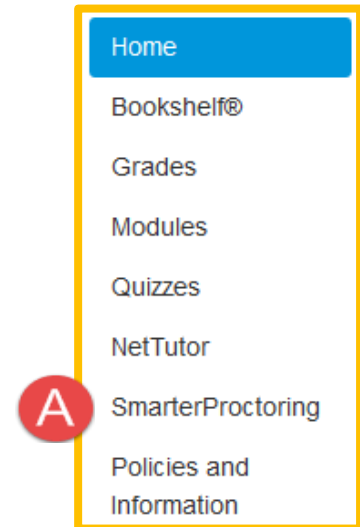 Home
Bookshelf®
Grades
Modules
Quizzes
NetTutor
A
SmarterProctoring
Policies and
Information